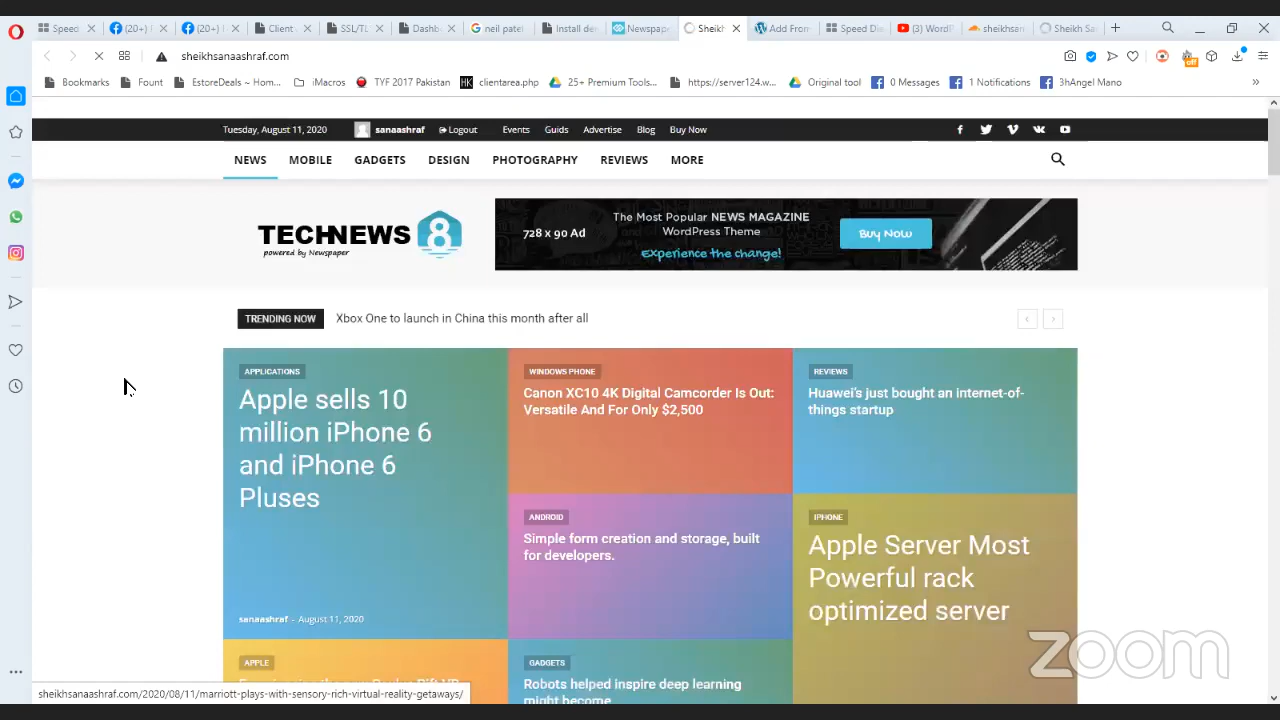 Speed
(20+)
(20+)
Client
SSL/TL
Dashb
neil patel
Install de
Newspape
Sheikh
Add From
Speed Die
(3) WordP
sheikhsan
Sheikh Sa
sheikhsanaashraf.com
Bookmarks
Fount
EstoreDeals ~ Hom...
iMacros
TYF 2017 Pakistan
HK clientarea.php
25+ Premium Tools...
https://server124.w...
Original tool
0 Messages
1 Notifications
3hAngel Mano
»
Tuesday, August 11, 2020
sanaashraf
Logout
Events
Guids
Advertise
Blog
Buy Now
NEWS
MOBILE
GADGETS
DESIGN
PHOTOGRAPHY
REVIEWS
MORE
TECHNEWS 8
powered by Newspaper
728 x 90 Ad
The Most Popular NEWS MAGAZINE
WordPress Theme
Experience the change!
Buy Now
TRENDING NOW
Xbox One to launch in China this month after all
APPLICATIONS
Apple sells 10
million iPhone 6
and iPhone 6
Pluses
sanaashraf - August 11, 2020
WINDOWS PHONE
Canon XC10 4K Digital Camcorder Is Out:
Versatile And For Only $2,500
REVIEWS
Huawei's just bought an internet-of-
things startup
ANDROID
Simple form creation and storage, built
for developers.
IPHONE
Apple Server Most
Powerful rack
optimized server
APPLE
GADGETS
Robots helped inspire deep learning
might become
off
zoom
sheikhsanaashraf.com/2020/08/11/marriott-plays-with-sensory-rich-virtual-reality-getaways/